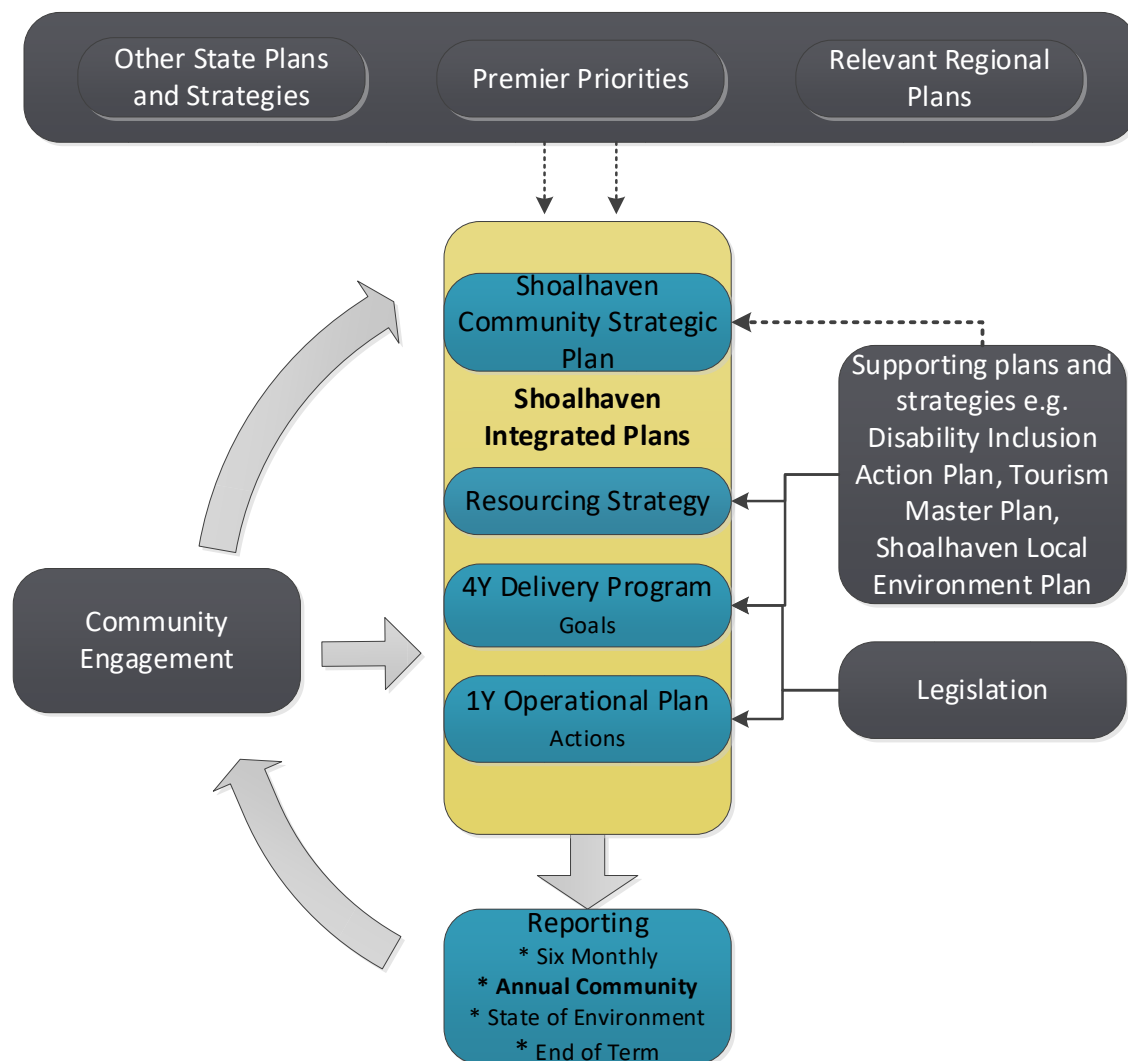 Other State Plans
and Strategies
Premier Priorities
Relevant Regional
Plans
Shoalhaven
Community Strategic
Plan
Shoalhaven
Integrated Plans
Resourcing Strategy
4Y Delivery Program
Goals
1Y Operational Plan
Actions
Supporting plans and
strategies e.g.
Disability Inclusion
Action Plan, Tourism
Master Plan,
Shoalhaven Local
Environment Plan
Legislation
Community
Engagement
Reporting
* Six Monthly
* Annual Community
* State of Environment
* End of Term